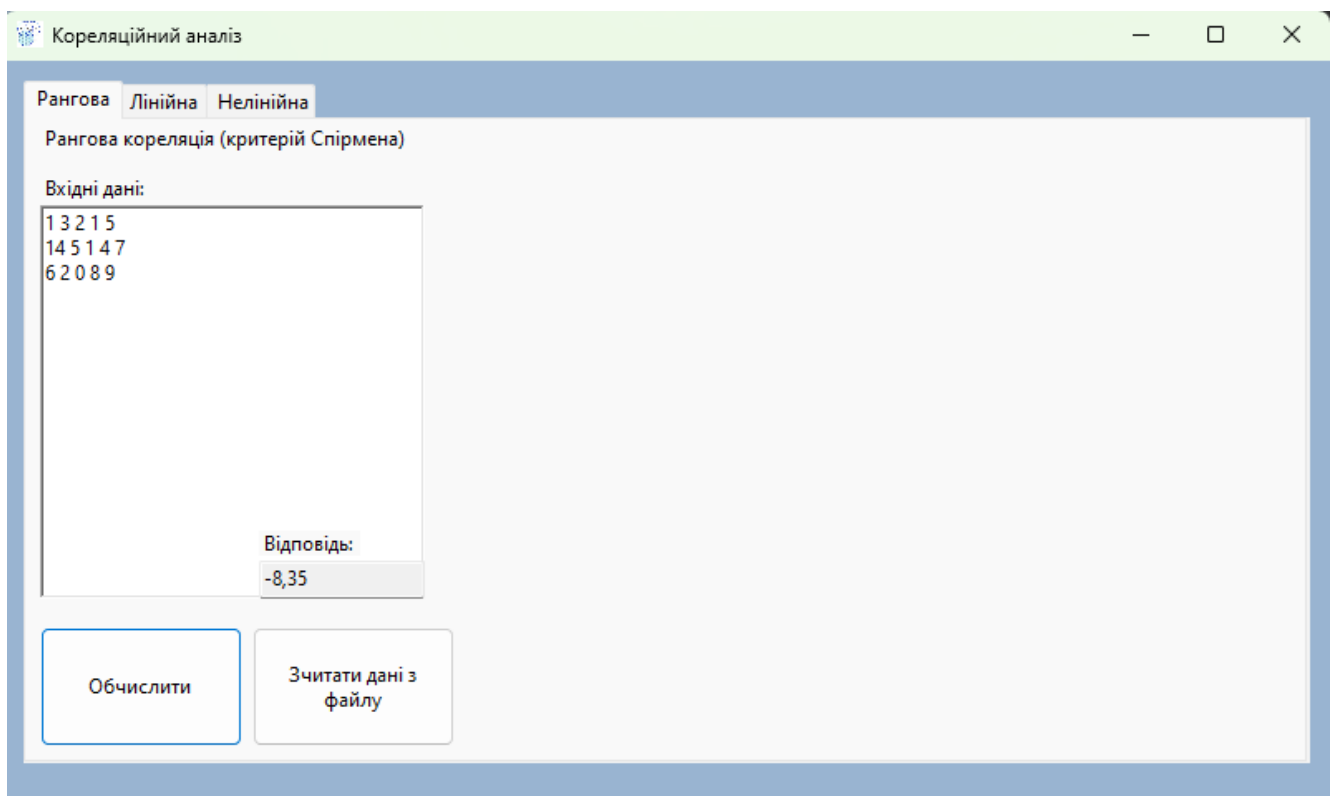 Кореляційний аналіз
Рангова Лінійна Нелінійна
Рангова кореляція (критерій Спірмена)
Вхідні дані:
1 3 2 1 5
14 5 1 4 7
6 2 0 8 9
Відповідь:
-8,35
Обчислити
Зчитати дані з
файлу